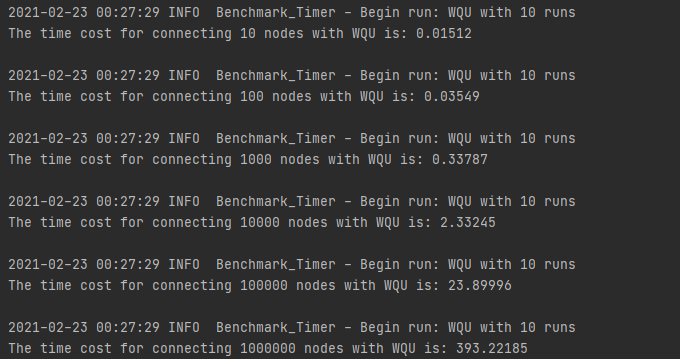 2021-02-23 00:27:29 INFO  Benchmark_Timer - Begin run: WQU with 10 runs
The time cost for connecting 10 nodes with WQU is: 0.01512
2021-02-23 00:27:29 INFO  Benchmark_Timer - Begin run: WQU with 10 runs
The time cost for connecting 100 nodes with WQU is: 0.03549
2021-02-23 00:27:29 INFO  Benchmark_Timer - Begin run: WQU with 10 runs
The time cost for connecting 1000 nodes with WQU is: 0.33787
2021-02-23 00:27:29 INFO  Benchmark_Timer - Begin run: WQU with 10 runs
The time cost for connecting 10000 nodes with WQU is: 2.33245
2021-02-23 00:27:29 INFO  Benchmark_Timer - Begin run: WQU with 10 runs
The time cost for connecting 100000 nodes with WQU is: 23.89996
2021-02-23 00:27:29 INFO  Benchmark_Timer - Begin run: WQU with 10 runs
The time cost for connecting 1000000 nodes with WQU is: 393.22185